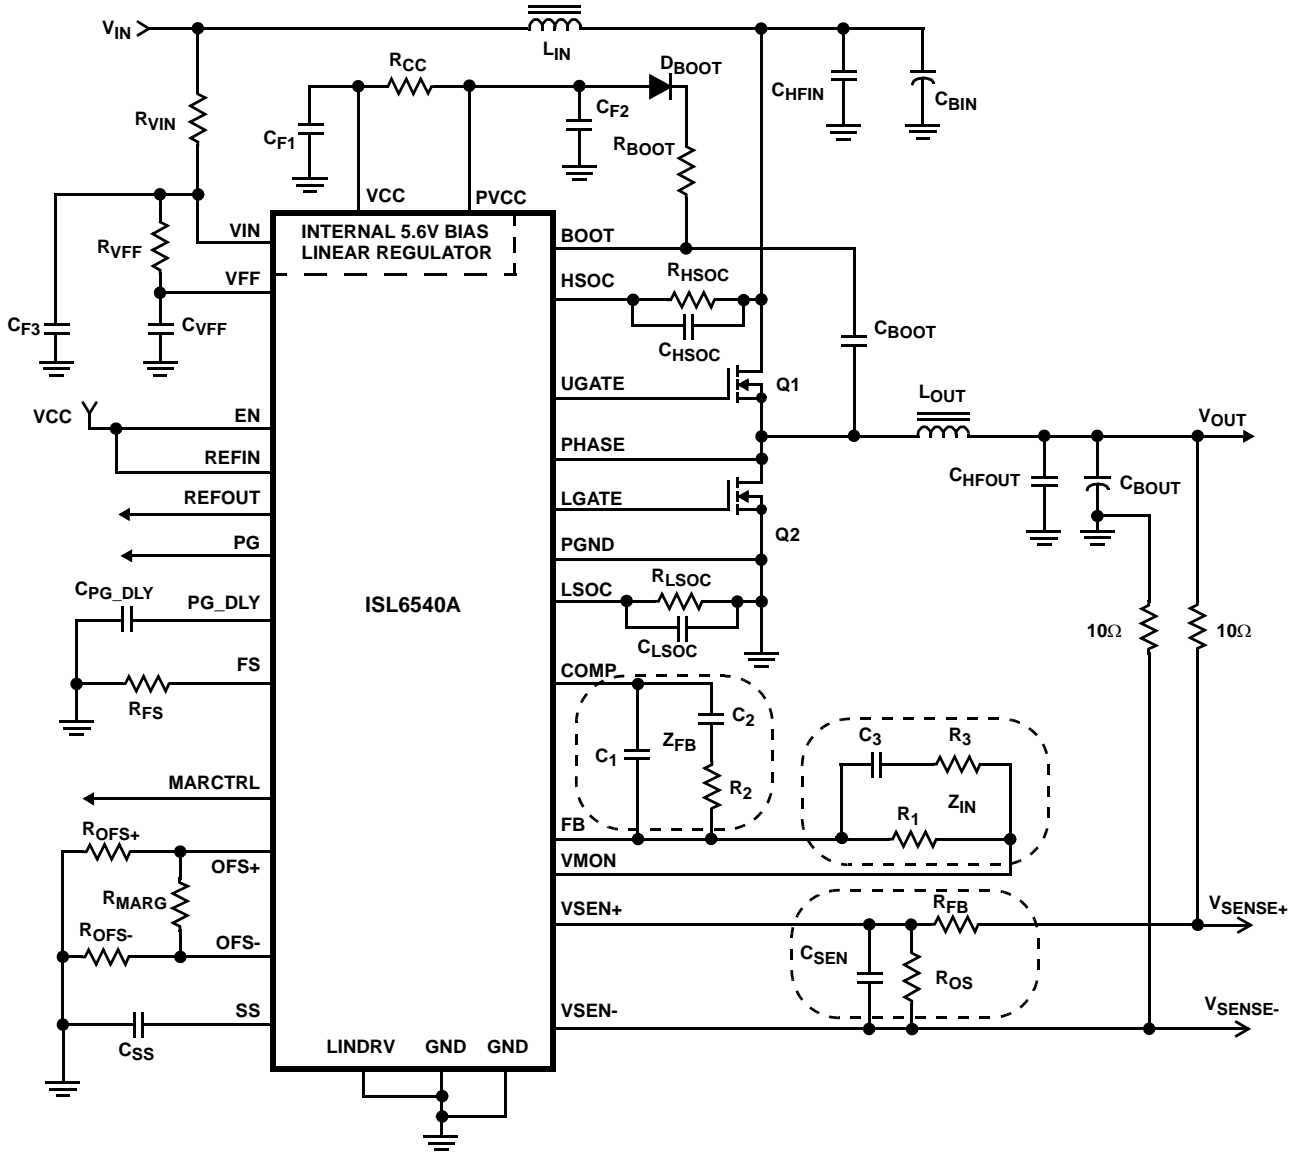 VIN
LIN
RCC
DBOOT
CHFIN
CBIN
RVIN
CF1
CF2
RBOOT
VCC
PVCC
VIN
INTERNAL 5.6V BIAS
LINEAR REGULATOR
BOOT
RVFF
VFF
HSOC
RHSOC
CF3
CVFF
CHSOC
CBOOT
UGATE
Q1
LOUT
VCC
EN
VOUT
REFIN
PHASE
CHFOUT
CBOUT
REFOUT
LGATE
Q2
PG
PGND
CPG_DLY
PG_DLY
ISL6540A
LSOC
RLSOC
CLSOC
10Ω
10Ω
FS
RFS
COMP
C2
C1
ZFB
R2
C3
R3
ZIN
R1
MARCTRL
FB
ROFS+
OFS+
VMON
RMARG
VSEN+
RFB
VSENSE+
ROFS-
OFS-
CSEN
ROS
SS
CSS
VSEN-
VSENSE-
LINDRV
GND
GND